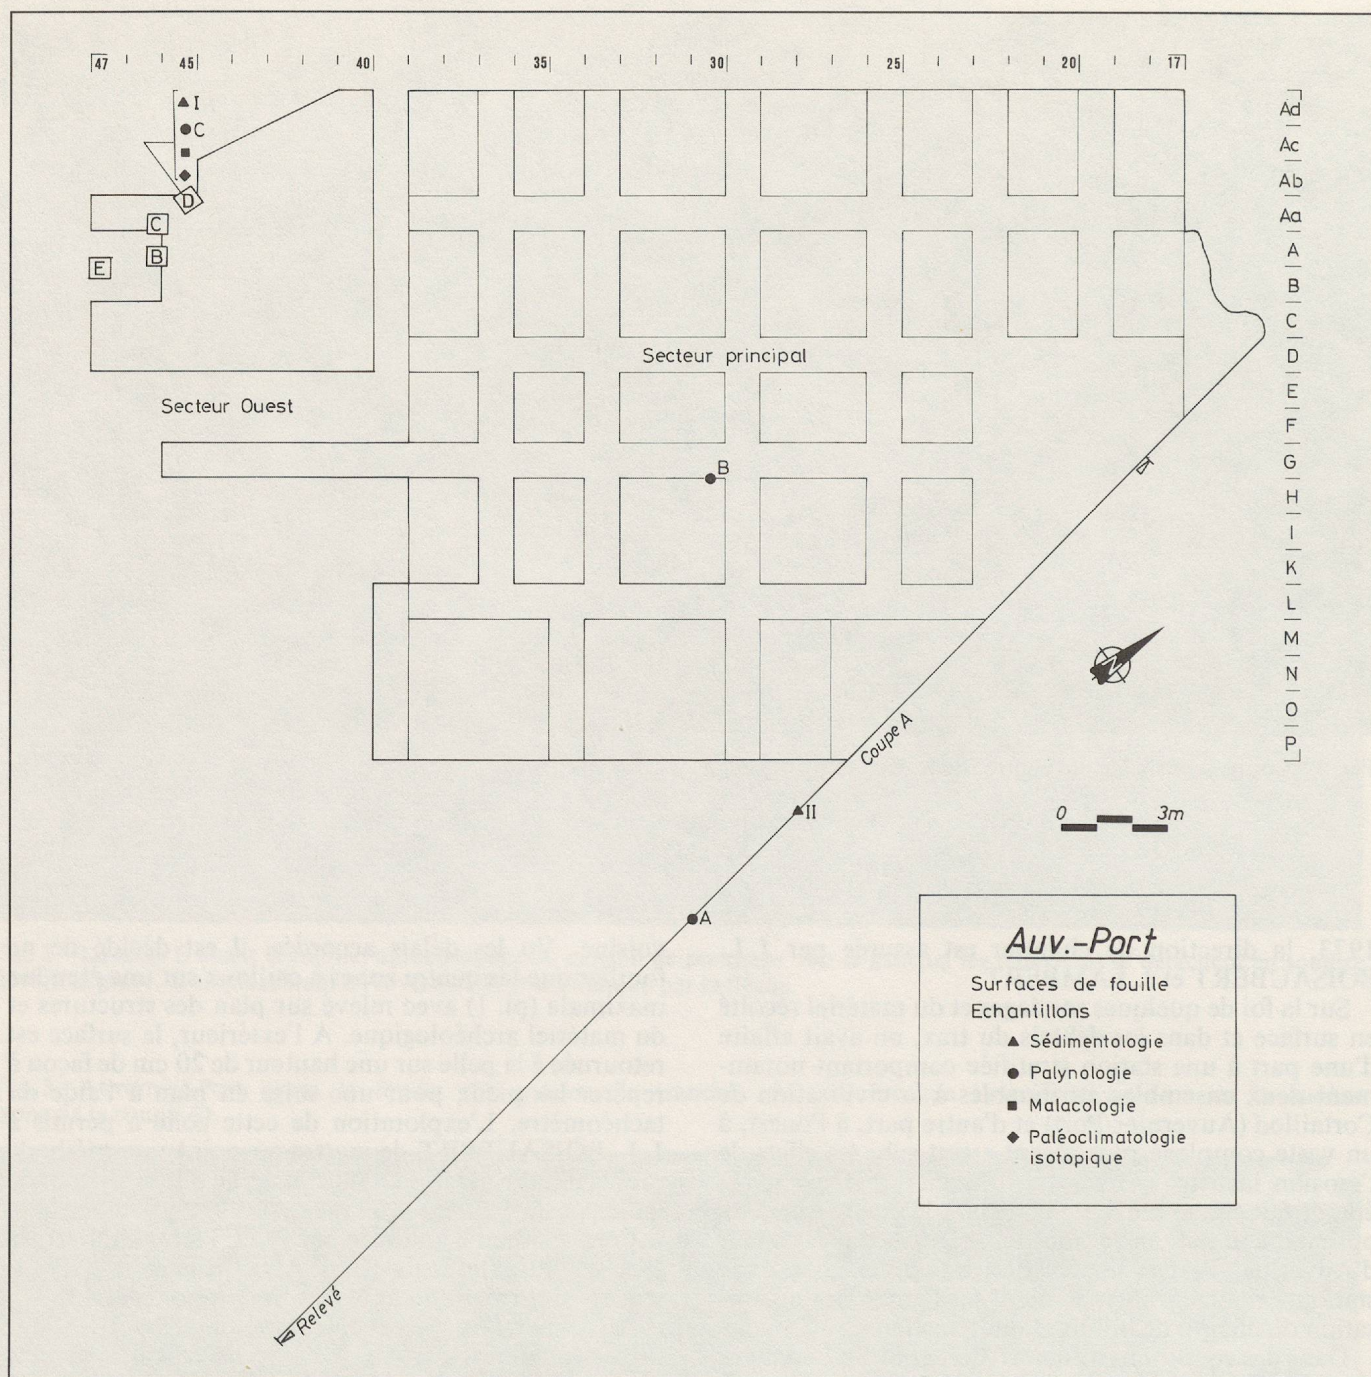 47 45 40 35 30 25 20 17
I
C
D
C
B
E
Ad
Ac
Ab
Aa
A
B
C
D
E
F
G
H
I
K
L
M
N
O
P
Secteur principal
Secteur Ouest
B
N
Coupe A
II
A
Relevé
0 3m
Auv.-Port
Surfaces de fouille
Echantillons
▲ Sédimentologie
● Palynologie
■ Malacologie
◆ Paléoclimatologie
isotopique